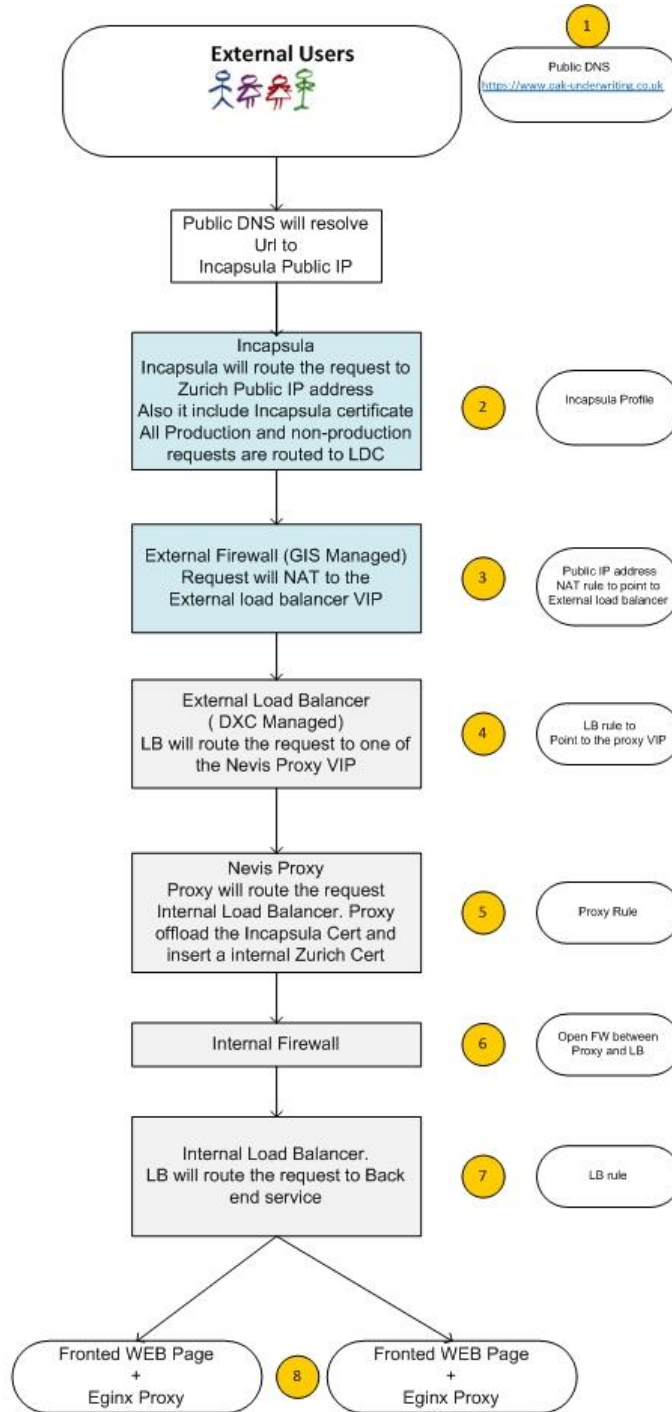 External Users
1
Public DNS
https://www.oak-underwriting.co.uk
Public DNS will resolve
Url to
Incapsula Public IP
Incapsula
Incapsula will route the request to
Zurich Public IP address
Also it include Incapsula certificate
All Production and non-production
requests are routed to LDC
2
Incapsula Profile
External Firewall (GIS Managed)
Request will NAT to the
External load balancer VIP
3
Public IP address
NAT rule to point to
External load balancer
External Load Balancer
( DXC Managed)
LB will route the request to one of
the Nevis Proxy VIP
4
LB rule to
Point to the proxy VIP
Nevis Proxy
Proxy will route the request
Internal Load Balancer. Proxy
offload the Incapsula Cert and
insert a internal Zurich Cert
5
Proxy Rule
Internal Firewall
6
Open FW between
Proxy and LB
Internal Load Balancer.
LB will route the request to Back
end service
7
LB rule
Fronted WEB Page
+
Eginx Proxy
8
Fronted WEB Page
+
Eginx Proxy